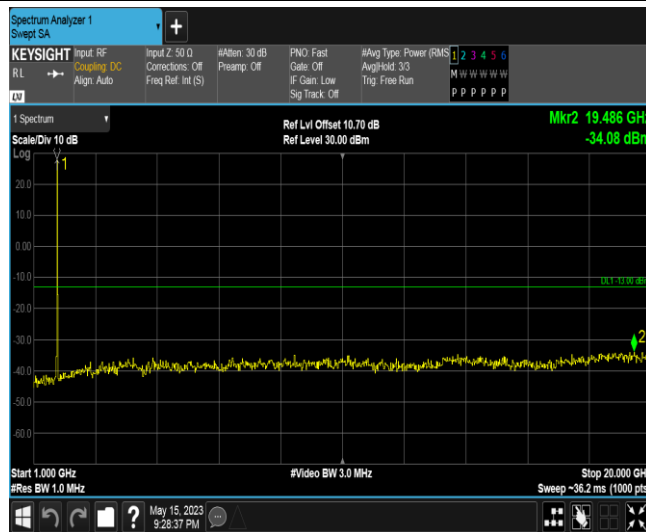 Spectrum Analyzer 1
Swept SA
KEYSIGHT
RL
LXI
Input: RF
Coupling: DC
Align: Auto
Input Z: 50 Ω
Corrections: Off
Freq Ref: Int (S)
#Atten: 30 dB
Preamp: Off
PNO: Fast
Gate: Off
IF Gain: Low
Sig Track: Off
#Avg Type: Power (RMS
Avg|Hold: 3/3
Trig: Free Run
1 2 3 4 5 6
M W W W W W
P P P P P P
1 Spectrum
Scale/Div 10 dB
Log
Ref Lvl Offset 10.70 dB
Ref Level 30.00 dBm
Mkr2 19.486 GHz
-34.08 dBm
1
20.0
10.0
0.00
-10.0
DL1 -13.00 dBm
-20.0
-30.0
2
-40.0
-50.0
-60.0
Start 1.000 GHz
#Res BW 1.0 MHz
#Video BW 3.0 MHz
Stop 20.000 GHz
Sweep ~36.2 ms (1000 pts)
?
May 15, 2023
9:28:37 PM